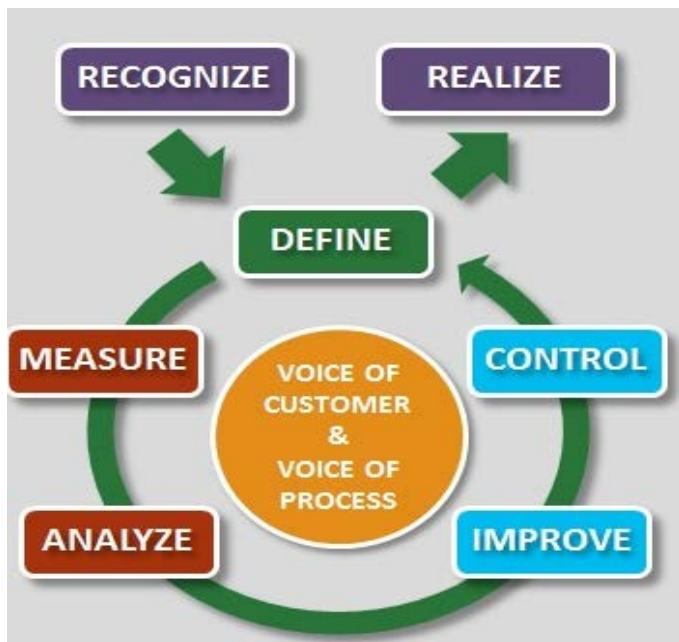 RECOGNIZE
REALIZE
DEFINE
MEASURE
CONTROL
VOICE OF
CUSTOMER
&
VOICE OF
PROCESS
ANALYZE
IMPROVE